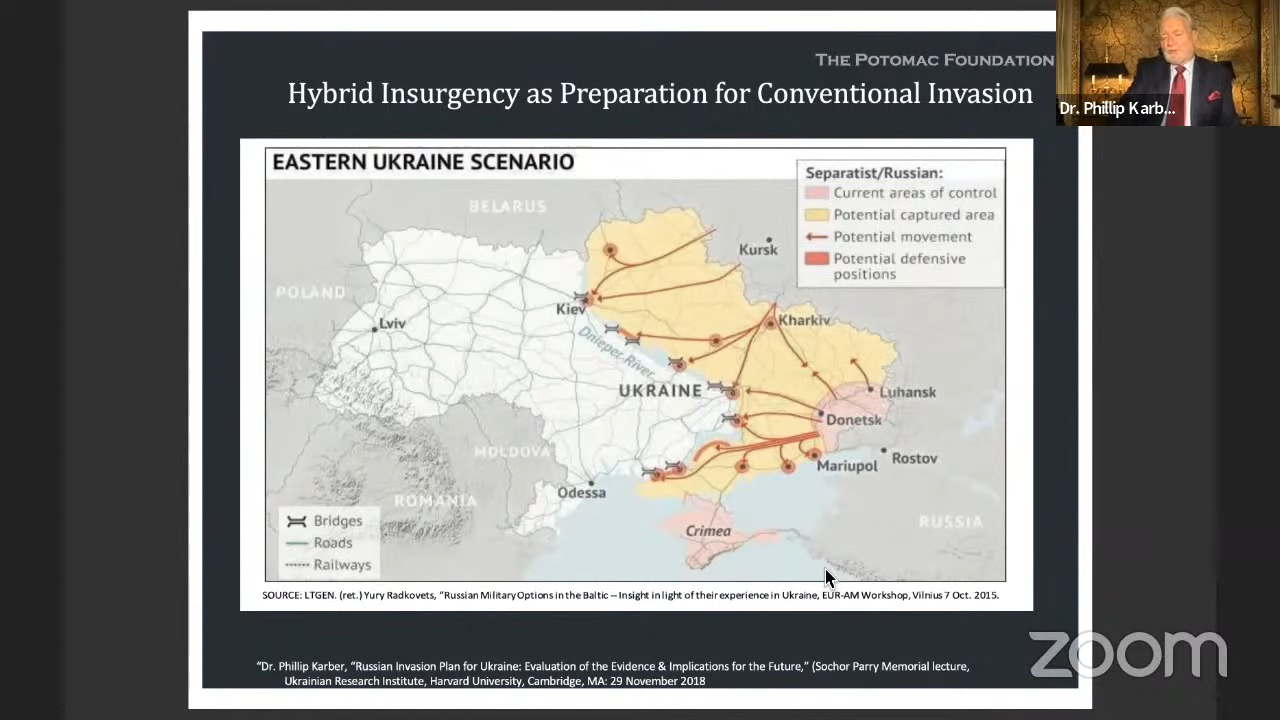 THE POTOMAC FOUNDATION
Hybrid Insurgency as Preparation for Conventional Invasion
Dr. Phillip Karb...
EASTERN UKRAINE SCENARIO
Separatist/Russian:
Current areas of control
Potential captured area
Potential movement
Potential defensive
positions
BELARUS
Kursk
POLAND
Kiev
Lviv
Kharkiv
Dnieper River
UKRAINE
Luhansk
Donetsk
MOLDOVA
Mariupol
Rostov
Odessa
ROMANIA
RUSSIA
Crimea
Bridges
Roads
Railways
SOURCE: LTGEN. (ret.) Yury Radkovets, “Russian Military Options in the Baltic – Insight in light of their experience in Ukraine, EUR-AM Workshop, Vilnius 7 Oct. 2015.
zoom
“Dr. Phillip Karber, “Russian Invasion Plan for Ukraine: Evaluation of the Evidence & Implications for the Future,” (Sochor Parry Memorial lecture,
Ukrainian Research Institute, Harvard University, Cambridge, MA: 29 November 2018